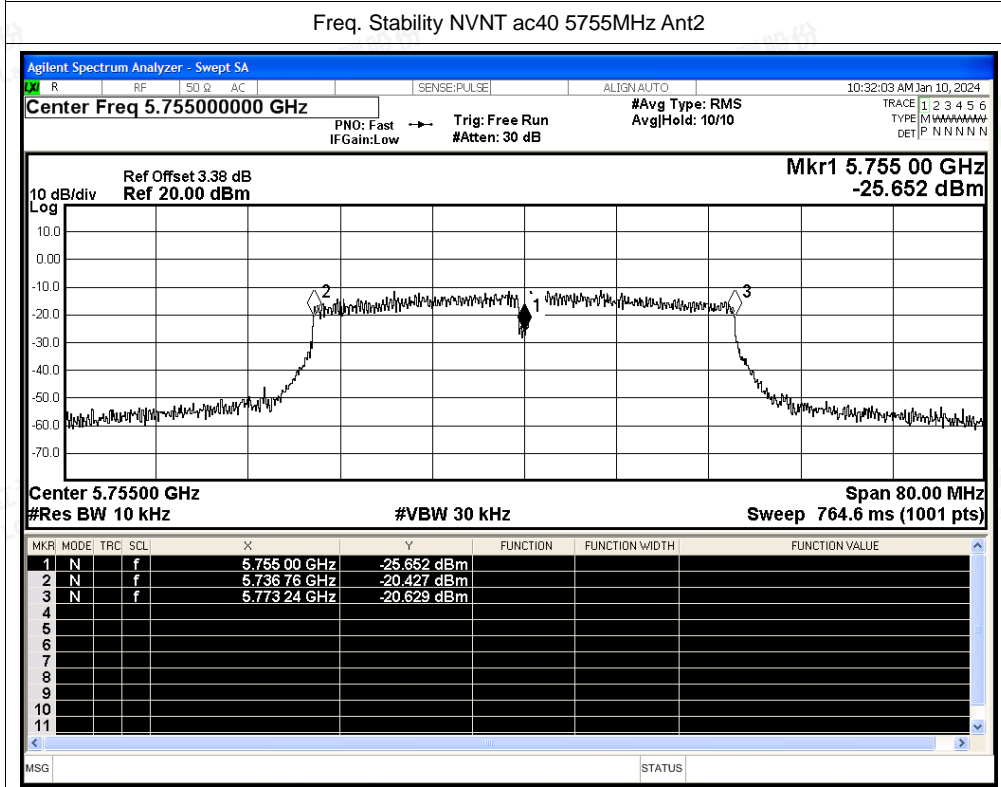 Freq. Stability NVNT ac40 5755MHz Ant2
Agilent Spectrum Analyzer - Swept SA
LXI R RF 50 Ω AC SENSE:PULSE ALIGN AUTO 10:32:03 AM Jan 10, 2024
Center Freq 5.755000000 GHz #Avg Type: RMS TRACE 1 2 3 4 5 6
PNO: Fast Trig: Free Run Avg|Hold: 10/10 TYPE M WWWWW
IFGain:Low #Atten: 30 dB DET P N N N N N
Mkr1 5.755 00 GHz
Ref Offset 3.38 dB
10 dB/div Ref 20.00 dBm -25.652 dBm
Log
10.0
0.00
-10.0
2 1 3
-20.0
-30.0
-40.0
-50.0
-60.0
-70.0
Center 5.75500 GHz Span 80.00 MHz
#Res BW 10 kHz #VBW 30 kHz Sweep 764.6 ms (1001 pts)
MKR MODE TRC SCL X Y FUNCTION FUNCTION WIDTH FUNCTION VALUE
1 N f 5.755 00 GHz -25.652 dBm
2 N f 5.736 76 GHz -20.427 dBm
3 N f 5.773 24 GHz -20.629 dBm
4
5
6
7
8
9
10
11
MSG STATUS